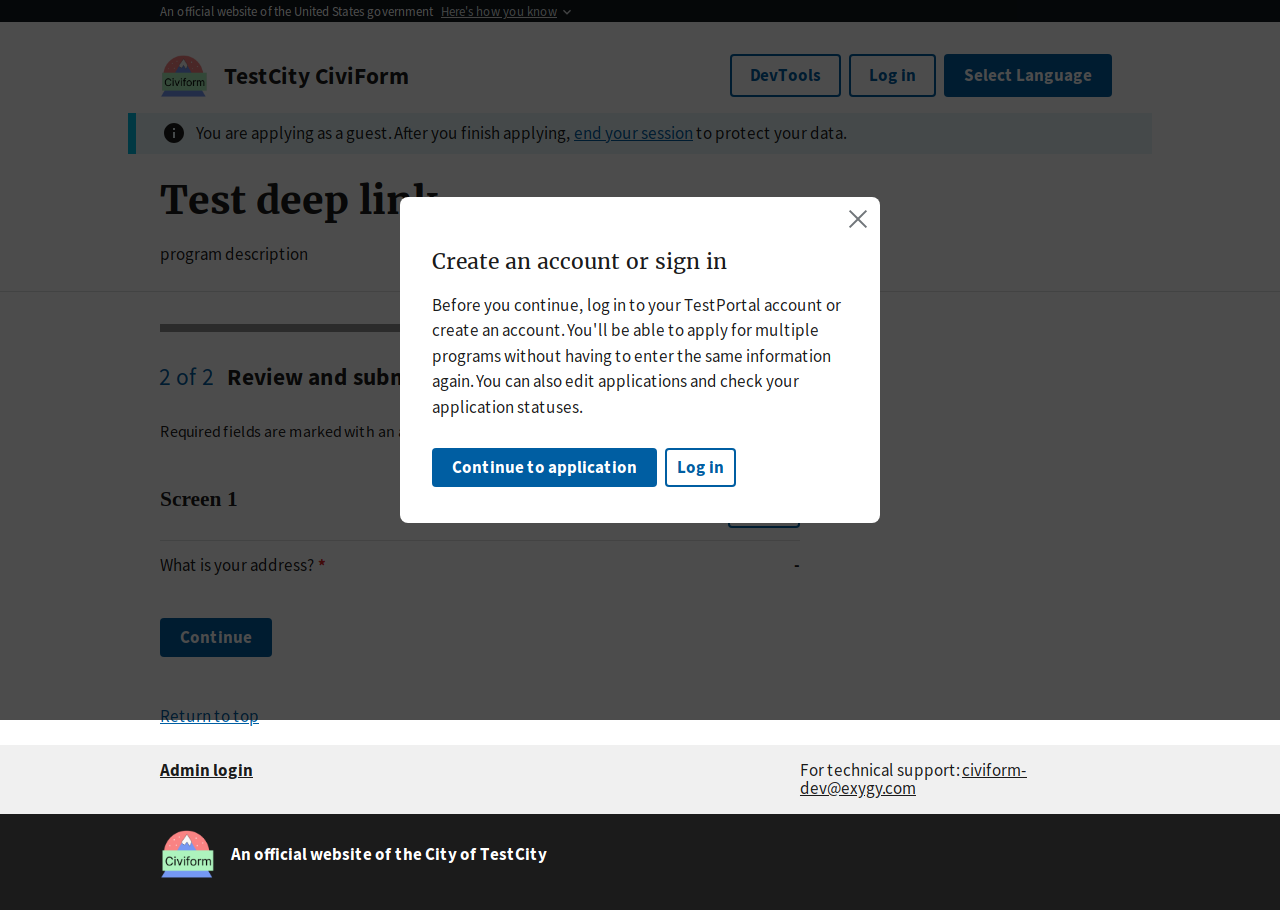 An official website of the United States government Here's how you know
Civiform
TestCity CiviForm
DevTools
Log in
Select Language
You are applying as a guest. After you finish applying, end your session to protect your data.
Test deep link
program description
2 of 2 Review and subm
Required fields are marked with an a
Create an account or sign in
Before you continue, log in to your TestPortal account or
create an account. You'll be able to apply for multiple
programs without having to enter the same information
again. You can also edit applications and check your
application statuses.
Continue to application
Log in
Screen 1
What is your address? *
-
Continue
Return to top
Admin login
For technical support: civiform-
dev@exygy.com
Civiform
An official website of the City of TestCity